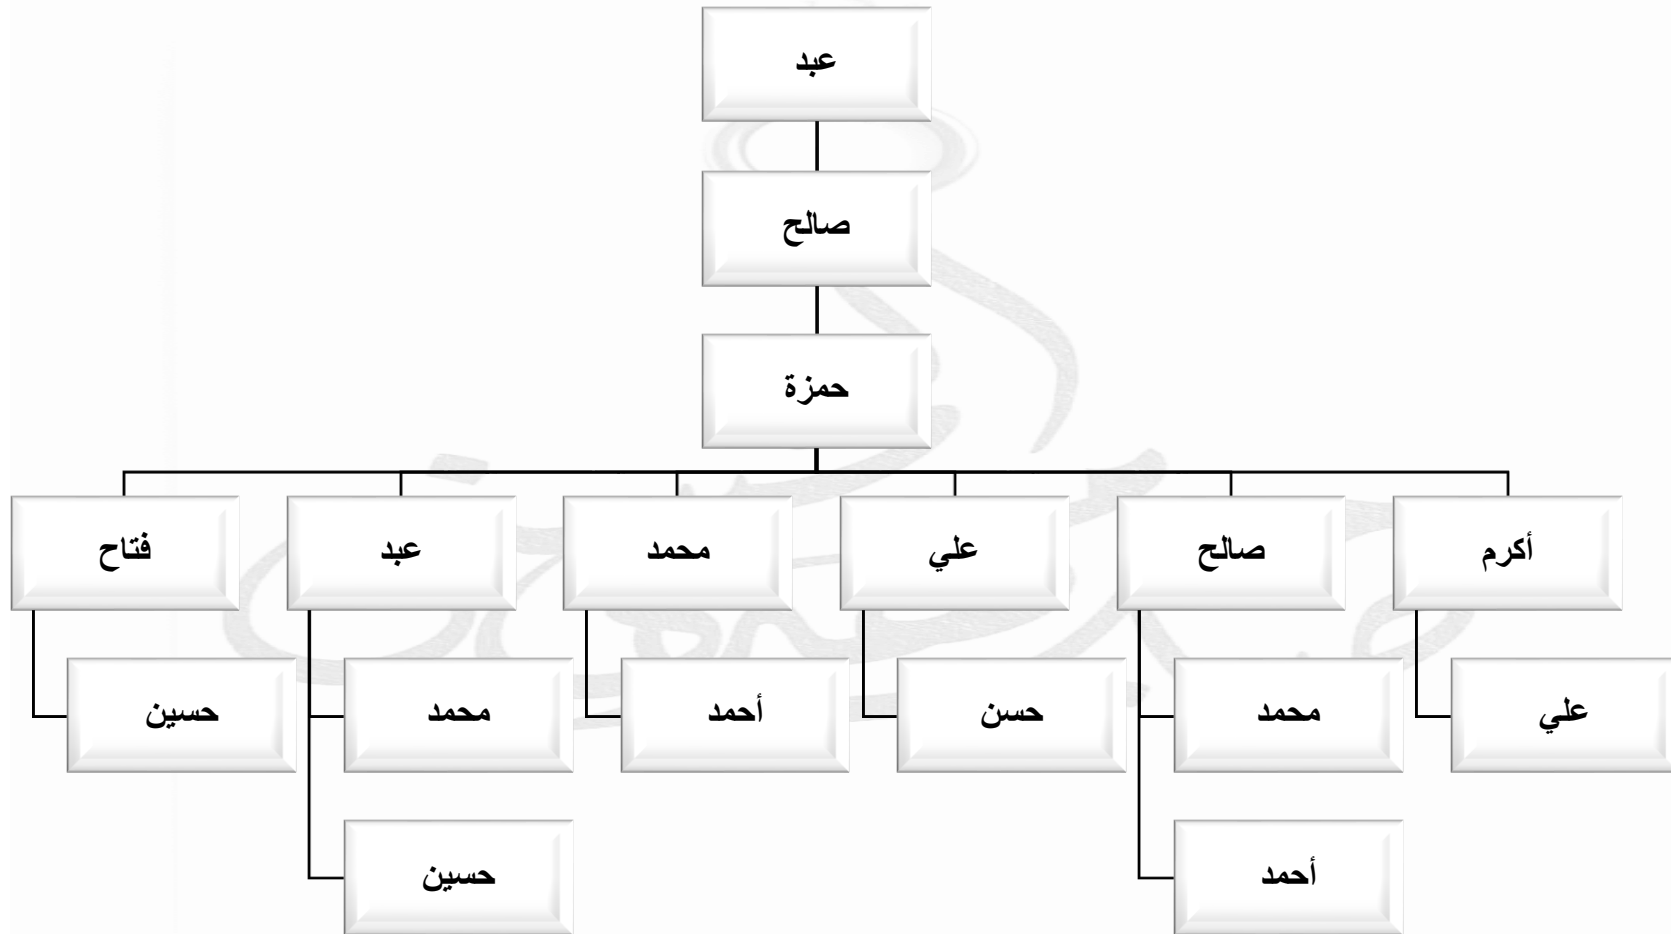 عبد
صالح
حمزة
أكرم
صالح
علي
محمد
عبد
فتاح
علي
محمد
حسن
أحمد
محمد
حسين
أحمد
حسين